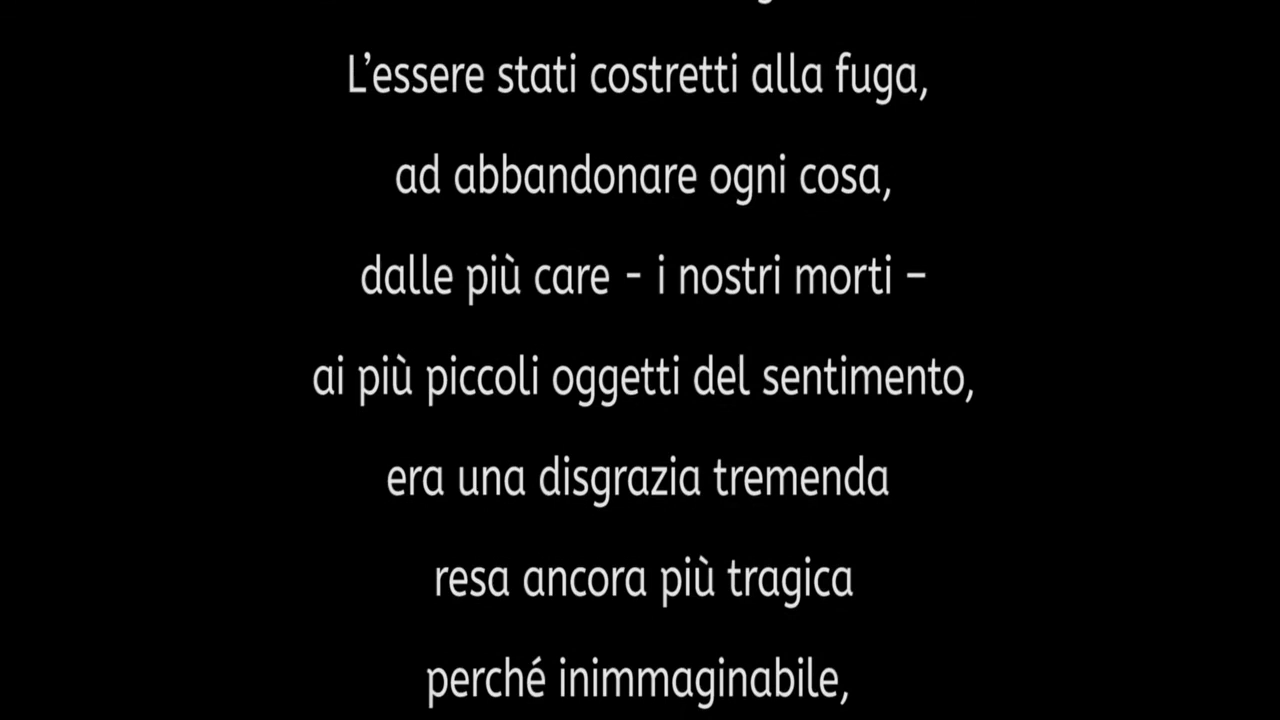 L’essere stati costretti alla fuga,
ad abbandonare ogni cosa,
dalle più care - i nostri morti –
ai più piccoli oggetti del sentimento,
era una disgrazia tremenda
resa ancora più tragica
perché inimmaginabile,